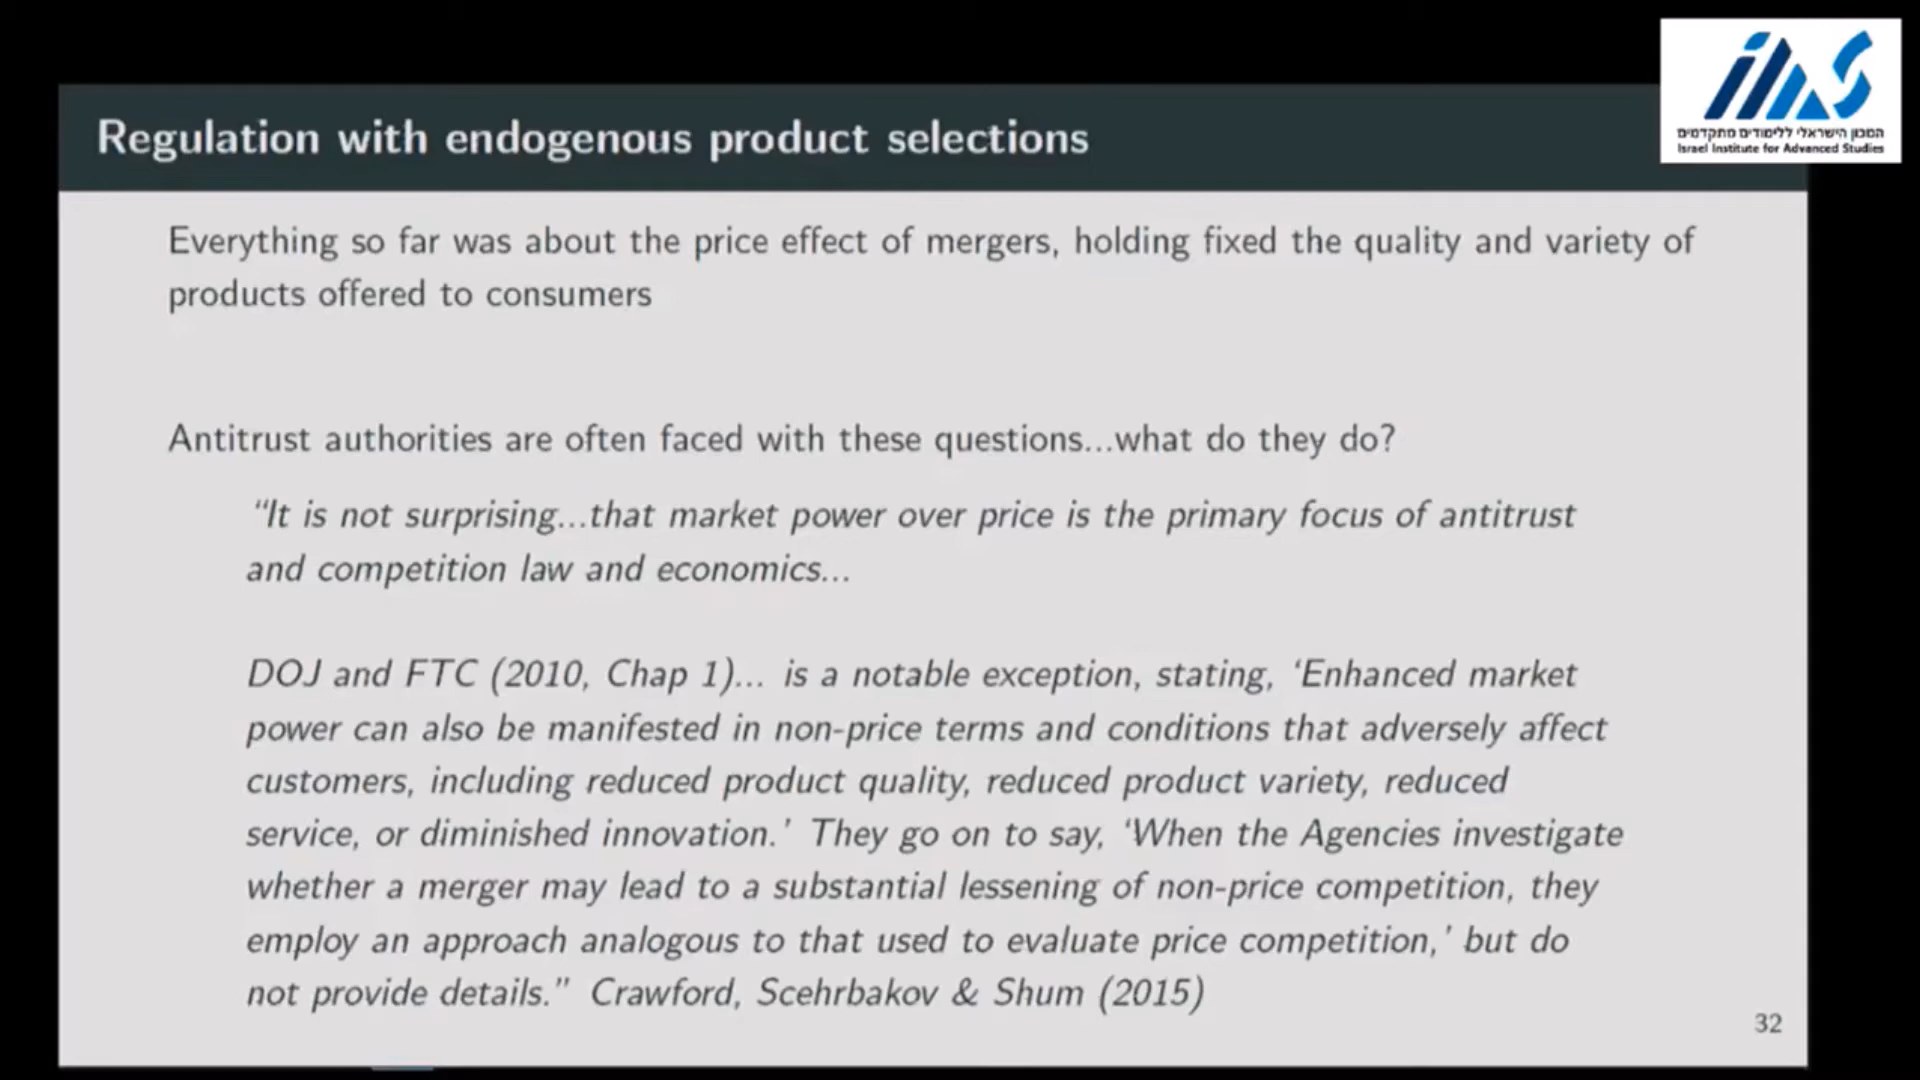 המכון הישראלי ללימודים מתקדמים
Israel Institute for Advanced Studies
Regulation with endogenous product selections
Everything so far was about the price effect of mergers, holding fixed the quality and variety of
products offered to consumers
Antitrust authorities are often faced with these questions...what do they do?
“It is not surprising...that market power over price is the primary focus of antitrust
and competition law and economics...
DOJ and FTC (2010, Chap 1)... is a notable exception, stating, ‘Enhanced market
power can also be manifested in non-price terms and conditions that adversely affect
customers, including reduced product quality, reduced product variety, reduced
service, or diminished innovation.’ They go on to say, ‘When the Agencies investigate
whether a merger may lead to a substantial lessening of non-price competition, they
employ an approach analogous to that used to evaluate price competition,’ but do
not provide details.” Crawford, Scehrbakov & Shum (2015)
32